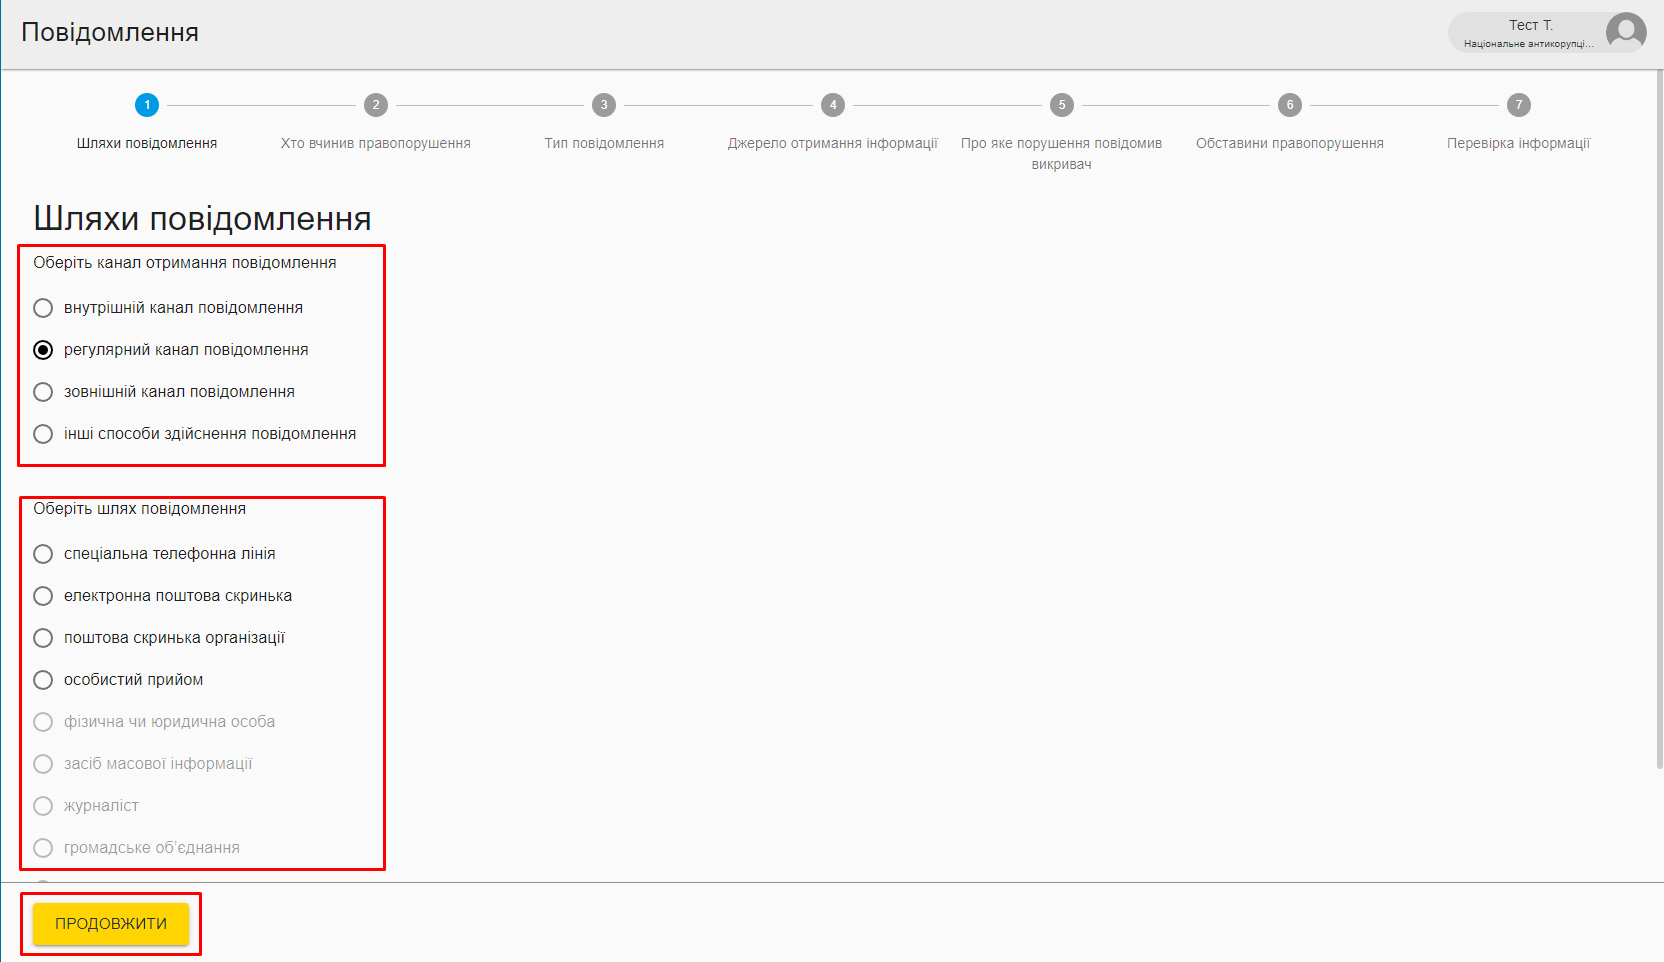 Повідомлення
Тест Т.
Національне антикорупці...
1
2
3
4
5
6
7
Шляхи повідомлення
Хто вчинив правопорушення
Тип повідомлення
Джерело отримання інформації
Про яке порушення повідомив
викривач
Обставини правопорушення
Перевірка інформації
Шляхи повідомлення
Оберіть канал отримання повідомлення
внутрішній канал повідомлення
регулярний канал повідомлення
зовнішній канал повідомлення
інші способи здійснення повідомлення
Оберіть шлях повідомлення
спеціальна телефонна лінія
електронна поштова скринька
поштова скринька організації
особистий прийом
фізична чи юридична особа
засіб масової інформації
журналіст
громадське об’єднання
ПРОДОВЖИТИ